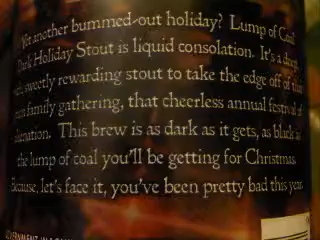 Yet another bummed-out holiday? Lump of Coal
Dark Holiday Stout is liquid consolation. It's a deep,
sweetly rewarding stout to take the edge off of that
family gathering, that cheerless annual festival of
This brew is as dark as it gets, as black as
the lump of coal you'll be getting for Christmas.
Because, let's face it, you've been pretty bad this year.
GOVERNMENT